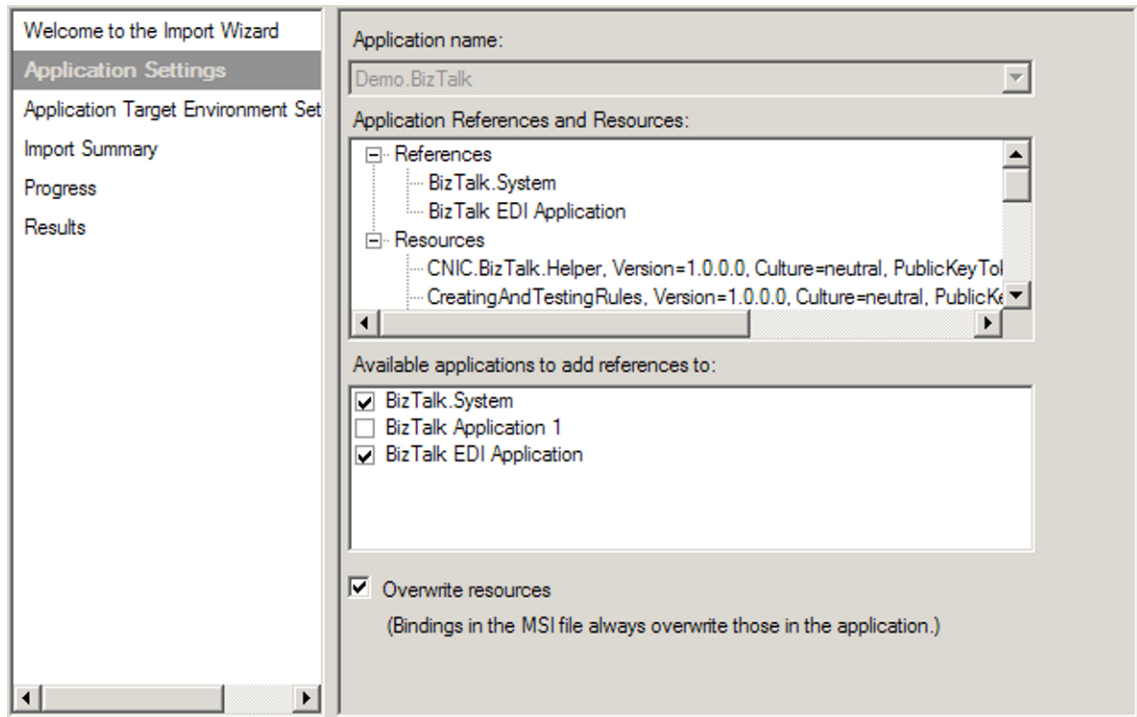 Welcome to the Import Wizard
Application Settings
Application Target Environment Set
Import Summary
Progress
Results
Application name:
Demo.BizTalk
Application References and Resources:
References
BizTalk.System
BizTalk EDI Application
Resources
CNIC.BizTalk.Helper, Version=1.0.0.0, Culture=neutral, PublicKeyTok
CreatingAndTestingRules, Version=1.0.0.0, Culture=neutral, PublicKe
Available applications to add references to:
BizTalk.System
BizTalk Application 1
BizTalk EDI Application
Overwrite resources
(Bindings in the MSI file always overwrite those in the application.)